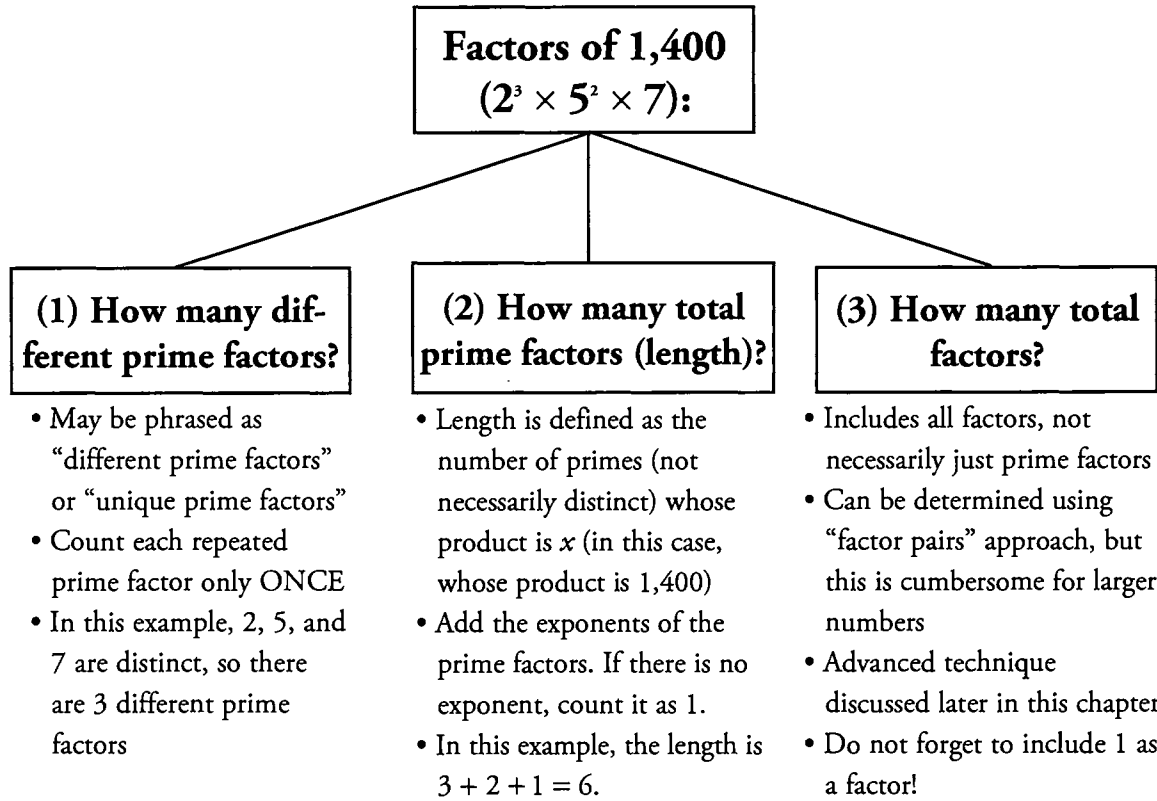 Factors of 1,400
(2³ × 5² × 7):
(1) How many dif-
ferent prime factors?
• May be phrased as
“different prime factors”
or “unique prime factors”
• Count each repeated
prime factor only ONCE
• In this example, 2, 5, and
7 are distinct, so there
are 3 different prime
factors
(2) How many total
prime factors (length)?
• Length is defined as the
number of primes (not
necessarily distinct) whose
product is x (in this case,
whose product is 1,400)
• Add the exponents of the
prime factors. If there is no
exponent, count it as 1.
• In this example, the length is
3 + 2 + 1 = 6.
(3) How many total
factors?
• Includes all factors, not
necessarily just prime factors
• Can be determined using
“factor pairs” approach, but
this is cumbersome for larger
numbers
• Advanced technique
discussed later in this chapter
• Do not forget to include 1 as
a factor!